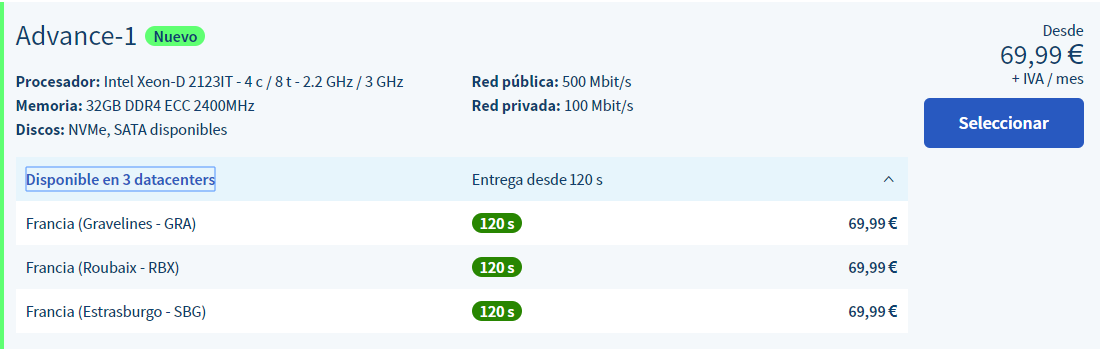 Advance-1 Nuevo
Desde
69,99 €
+ IVA / mes
Seleccionar
Procesador: Intel Xeon-D 2123IT - 4 c / 8 t - 2.2 GHz / 3 GHz
Memoria: 32GB DDR4 ECC 2400MHz
Discos: NVMe, SATA disponibles
Red pública: 500 Mbit/s
Red privada: 100 Mbit/s
Disponible en 3 datacenters Entrega desde 120 s
Francia (Gravelines - GRA) 120 s 69,99 €
Francia (Roubaix - RBX) 120 s 69,99 €
Francia (Estrasburgo - SBG) 120 s 69,99 €